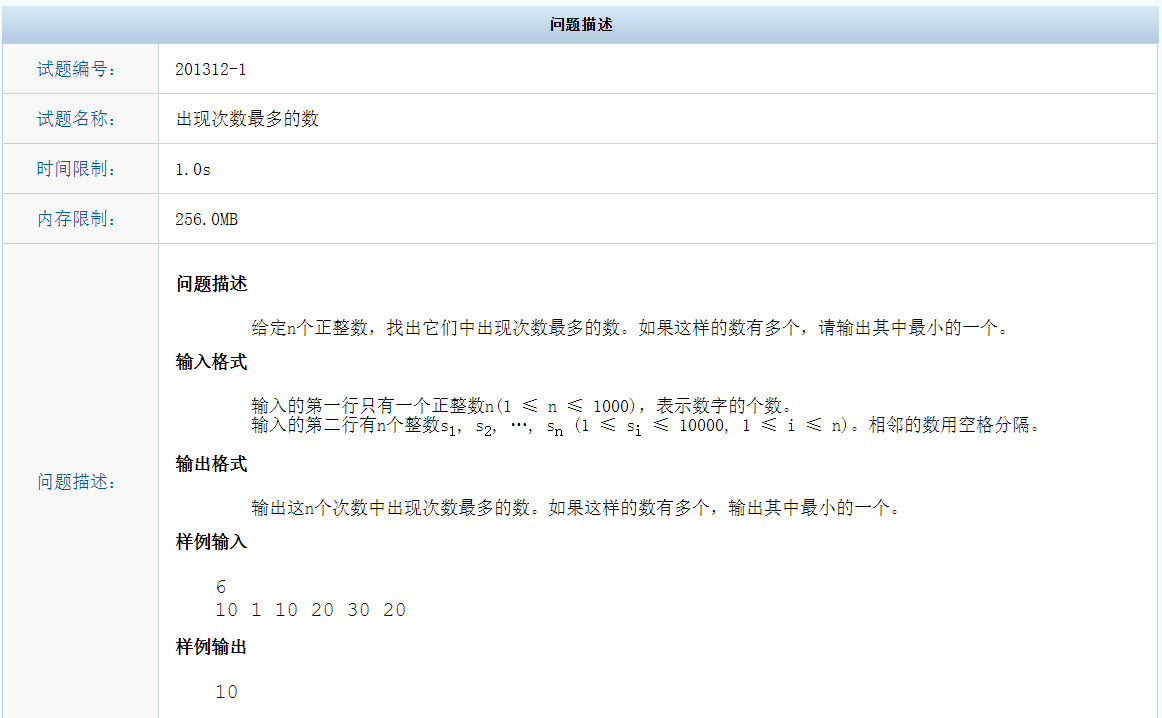 问题描述
试题编号： 201312-1
试题名称： 出现次数最多的数
时间限制： 1.0s
内存限制： 256.0MB
问题描述：
问题描述
给定n个正整数，找出它们中出现次数最多的数。如果这样的数有多个，请输出其中最小的一个。
输入格式
输入的第一行只有一个正整数n(1 ≤ n ≤ 1000)，表示数字的个数。
输入的第二行有n个整数s1, s2, …, sn (1 ≤ si ≤ 10000, 1 ≤ i ≤ n)。相邻的数用空格分隔。
输出格式
输出这n个次数中出现次数最多的数。如果这样的数有多个，输出其中最小的一个。
样例输入
6
10 1 10 20 30 20
样例输出
10